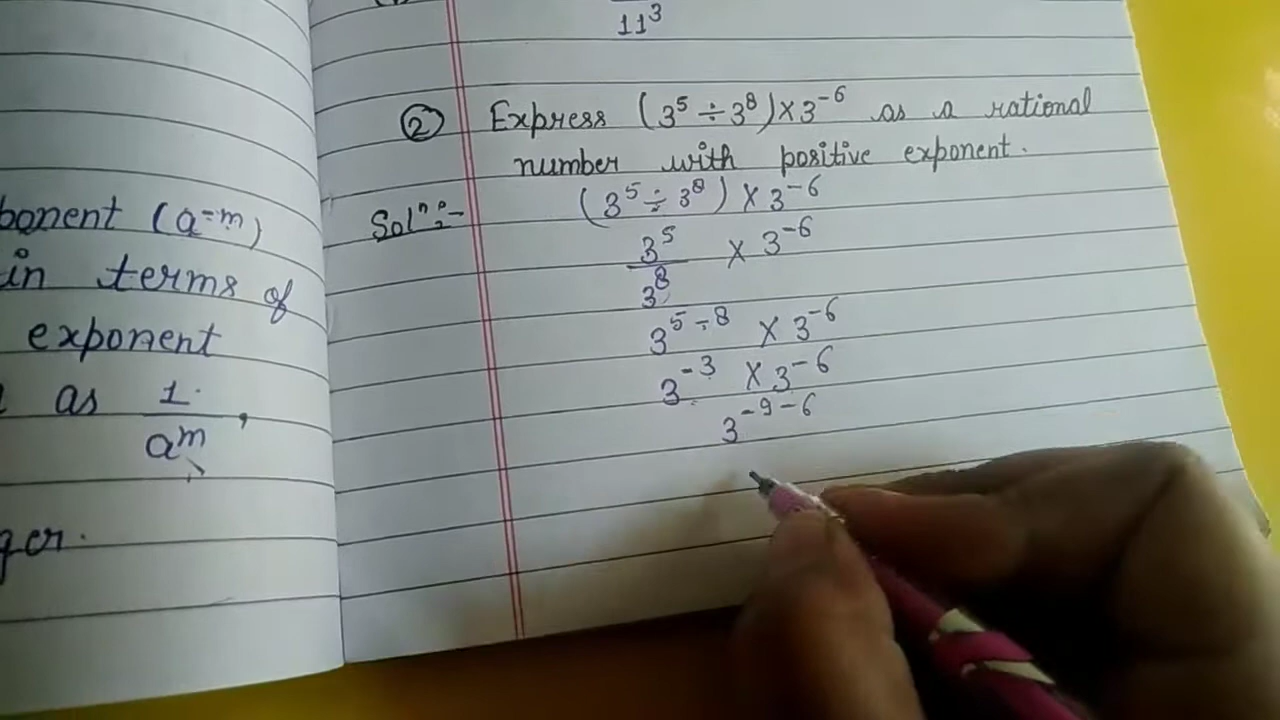 11³
ponent (a⁻ᵐ)
in terms of
exponent
as 1/aᵐ,
② Express (3⁵ ÷ 3⁸) × 3⁻⁶ as a rational
number with positive exponent.
Solⁿ:- (3⁵ ÷ 3⁸) × 3⁻⁶
3⁵/3⁸ × 3⁻⁶
3⁵⁻⁸ × 3⁻⁶
3⁻³ × 3⁻⁶
3⁻⁹⁻⁶